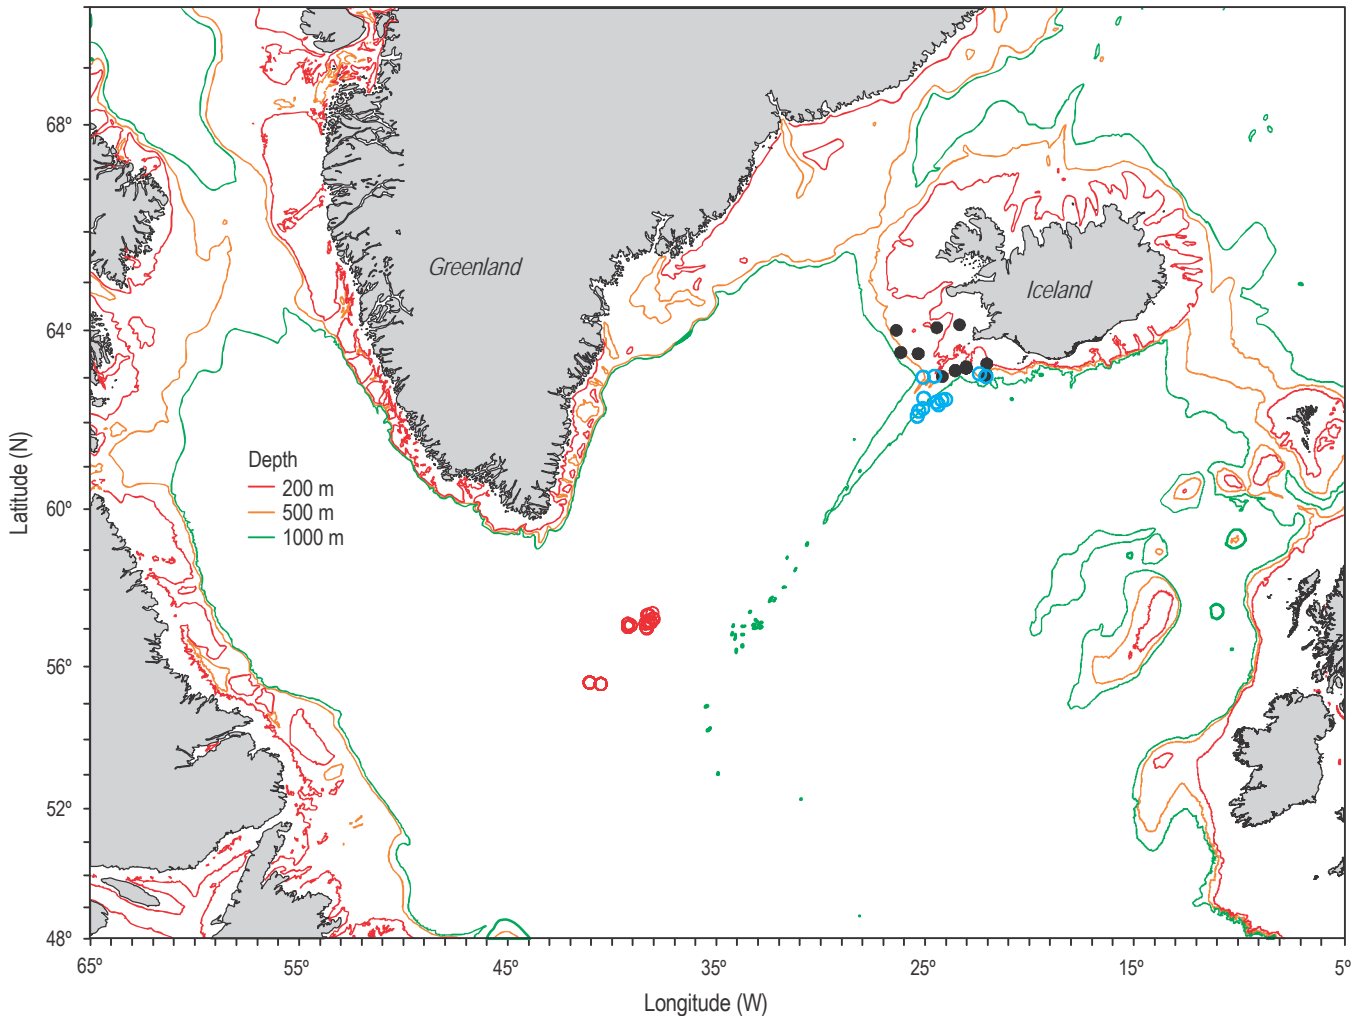 68°
64°
60°
56°
52°
48°
Latitude (N)
Greenland
Iceland
Depth
200 m
500 m
1000 m
65° 55° 45° 35° 25° 15° 5°
Longitude (W)